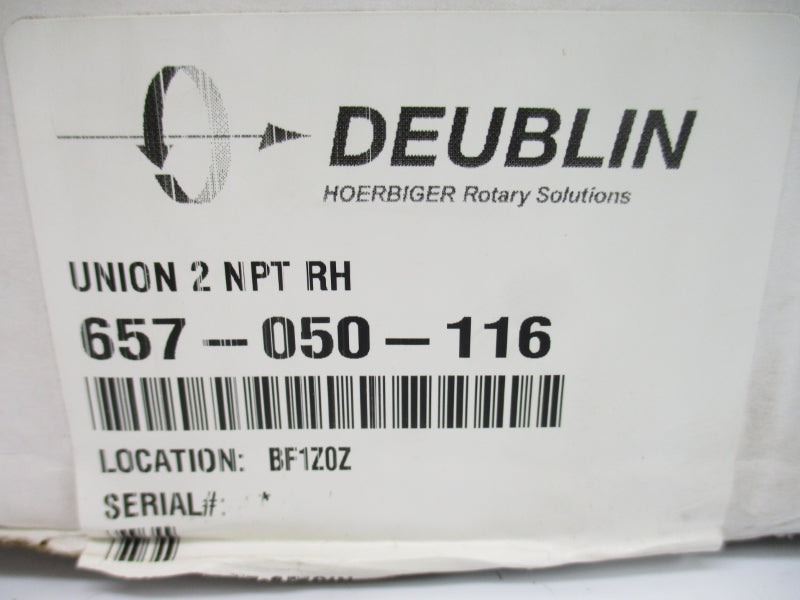 DEUBLIN
HOERBIGER Rotary Solutions
UNION 2 NPT RH
657-050-116
LOCATION: BF1Z0Z
SERIAL#: *